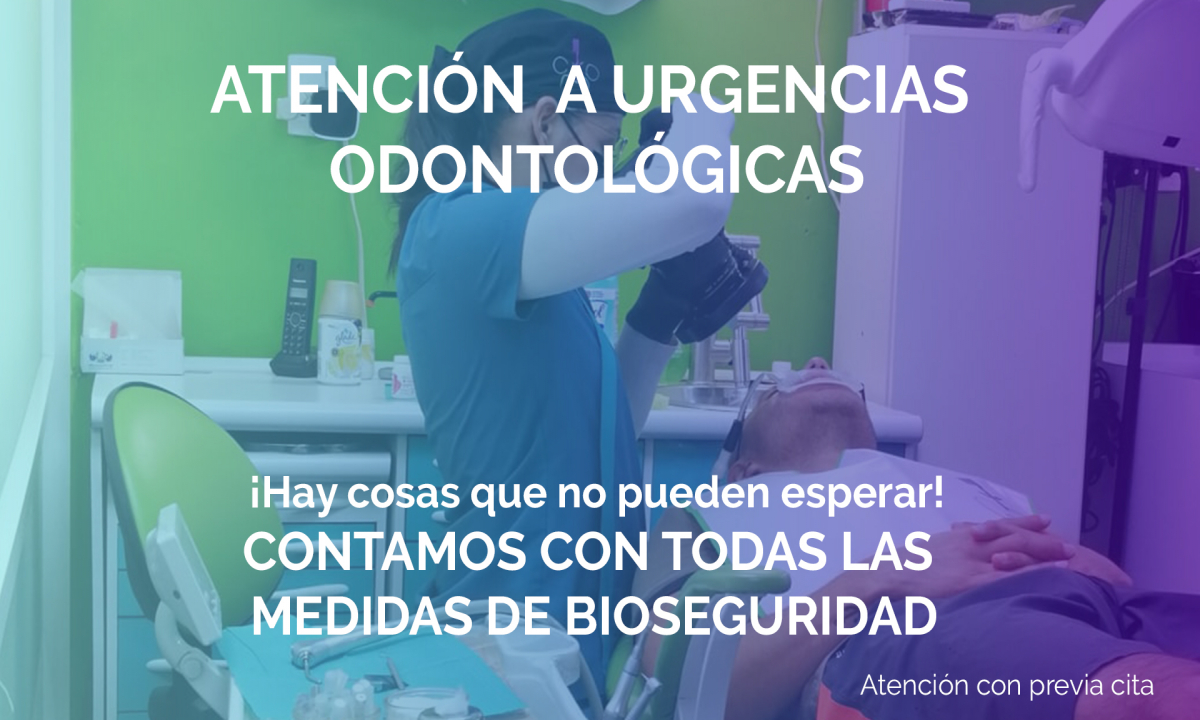 ATENCIÓN A URGENCIAS
ODONTOLÓGICAS
¡Hay cosas que no pueden esperar!
CONTAMOS CON TODAS LAS
MEDIDAS DE BIOSEGURIDAD
Atención con previa cita